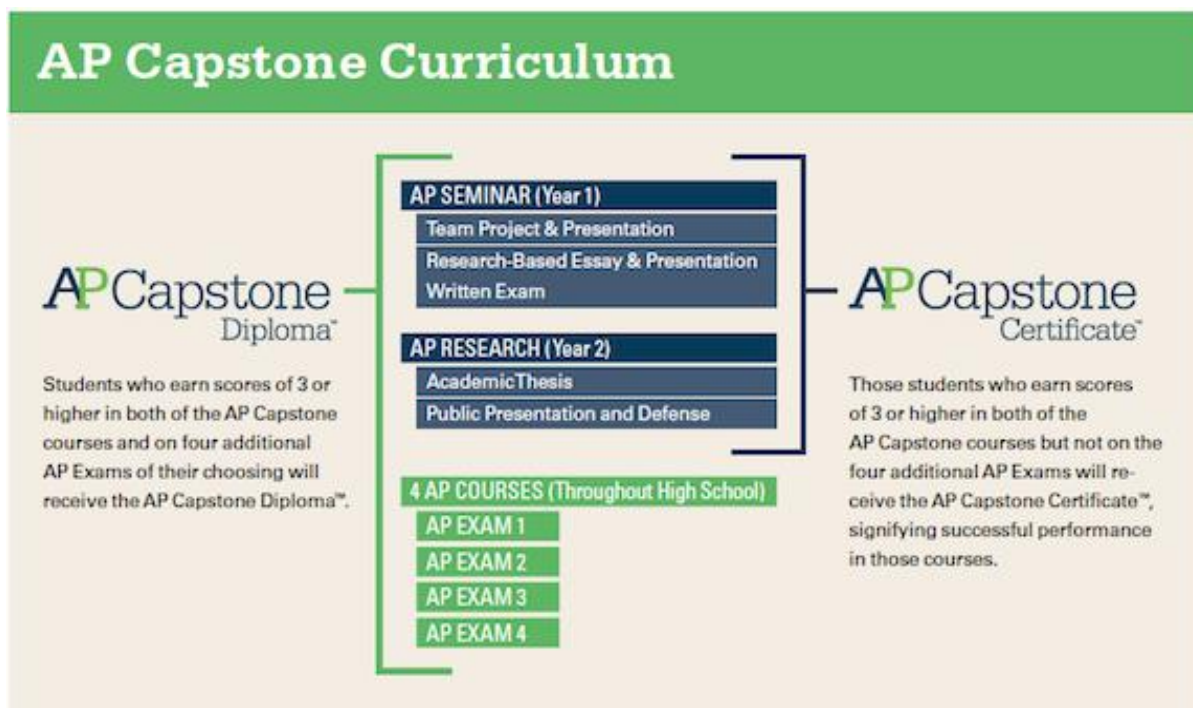 AP Capstone Curriculum
AP Capstone
Diploma™
Students who earn scores of 3 or
higher in both of the AP Capstone
courses and on four additional
AP Exams of their choosing will
receive the AP Capstone Diploma™.
AP SEMINAR (Year 1)
Team Project & Presentation
Research-Based Essay & Presentation
Written Exam
AP RESEARCH (Year 2)
Academic Thesis
Public Presentation and Defense
4 AP COURSES (Throughout High School)
AP EXAM 1
AP EXAM 2
AP EXAM 3
AP EXAM 4
AP Capstone
Certificate™
Those students who earn scores
of 3 or higher in both of the
AP Capstone courses but not on the
four additional AP Exams will re-
ceive the AP Capstone Certificate™,
signifying successful performance
in those courses.